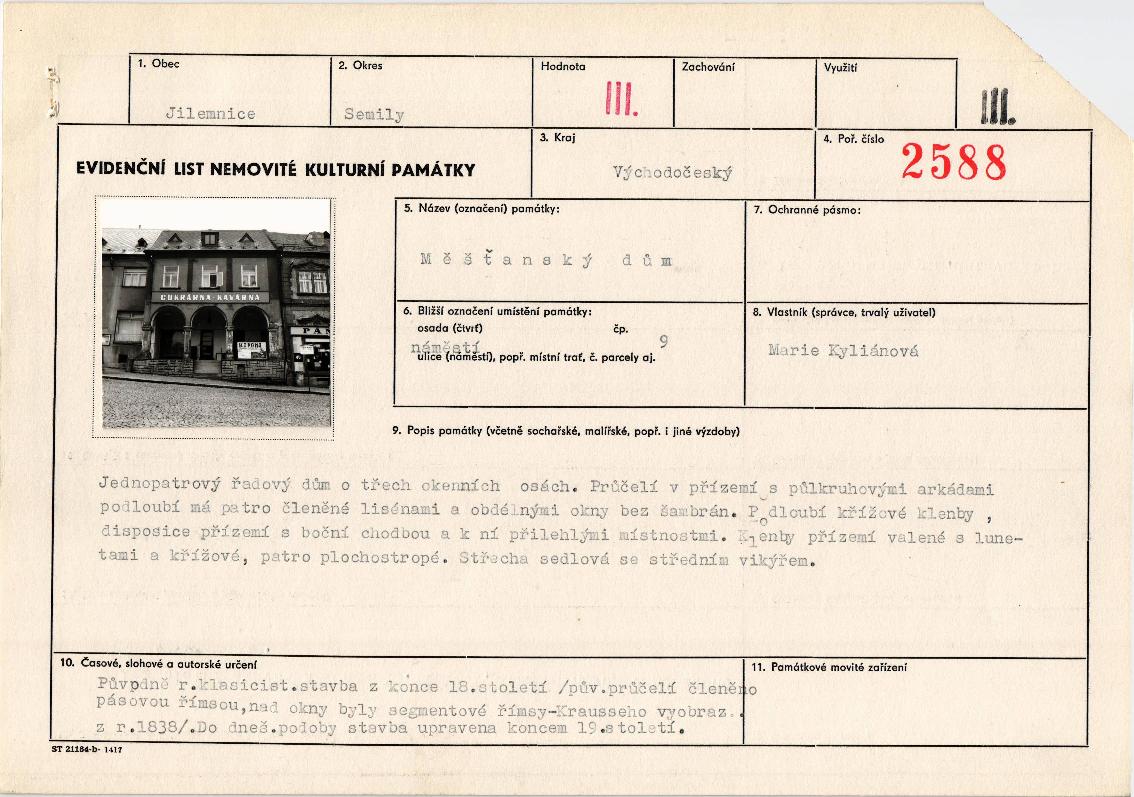 1. Obec
2. Okres
Hodnota
Zachování
Využití
Jilemnice
Semily
III.
III.
EVIDENČNÍ LIST NEMOVITÉ KULTURNÍ PAMÁTKY
3. Kraj
Východočeský
4. Poř. číslo
2588
CUKRÁRNA-KAVÁRNA
5. Název (označení) památky:
Měšťanský dům
7. Ochranné pásmo:
6. Bližší označení umístění památky:
osada (čtvrť) čp.
náměstí 9
ulice (náměstí), popř. místní trať, č. parcely aj.
8. Vlastník (správce, trvalý uživatel)
Marie Kyliánová
9. Popis památky (včetně sochařské, malířské, popř. i jiné výzdoby)
Jednopatrový řadový dům o třech okenních osách. Průčelí v přízemí s půlkruhovými arkádami
podloubí má patro členěné lisénami a obdélnými okny bez šambrán. Podloubí křížové klenby ,
disposice přízemí s boční chodbou a k ní přilehlými místnostmi. Klenby přízemí valené s lune-
tami a křížové, patro plochostropé. Střecha sedlová se středním vikýřem.
10. Časové, slohové a autorské určení
Původně r.klasicist.stavba z konce 18.století /pův.průčelí členěno
pásovou římsou,nad okny byly segmentové římsy-Krausseho vyobraz..
z r.1838/.Do dneš.podoby stavba upravena koncem 19.století.
11. Památkové movité zařízení
ST 21184-b- 1417